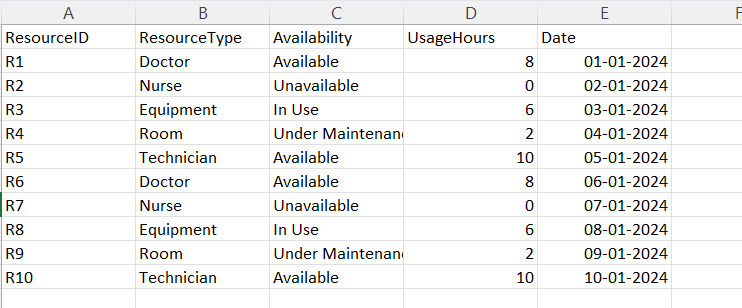 A B C D E F
ResourceID ResourceType Availability UsageHours Date
R1 Doctor Available 8 01-01-2024
R2 Nurse Unavailable 0 02-01-2024
R3 Equipment In Use 6 03-01-2024
R4 Room Under Maintenan 2 04-01-2024
R5 Technician Available 10 05-01-2024
R6 Doctor Available 8 06-01-2024
R7 Nurse Unavailable 0 07-01-2024
R8 Equipment In Use 6 08-01-2024
R9 Room Under Maintenan 2 09-01-2024
R10 Technician Available 10 10-01-2024